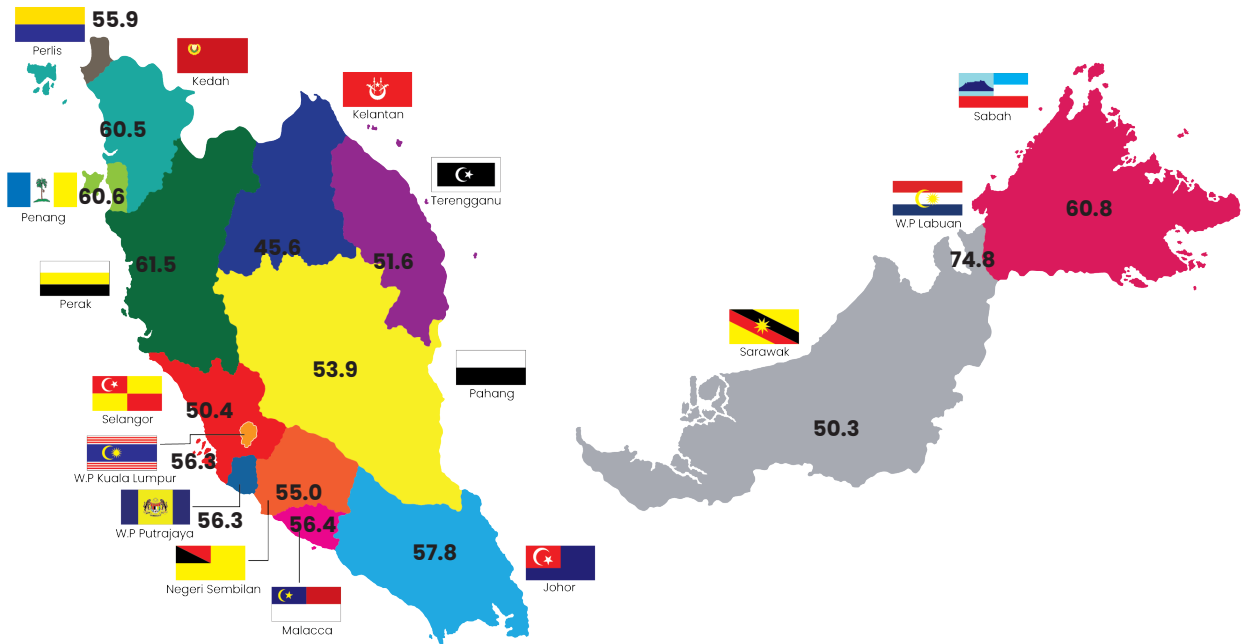 55.9
Perlis
Kedah
Kelantan
60.5
Terengganu
60.6
Penang
45.6
51.6
61.5
Perak
53.9
Pahang
Selangor
50.4
W.P Kuala Lumpur
56.3
W.P Putrajaya
56.3
55.0
56.4
57.8
Negeri Sembilan
Johor
Malacca
Sabah
60.8
W.P Labuan
74.8
Sarawak
50.3